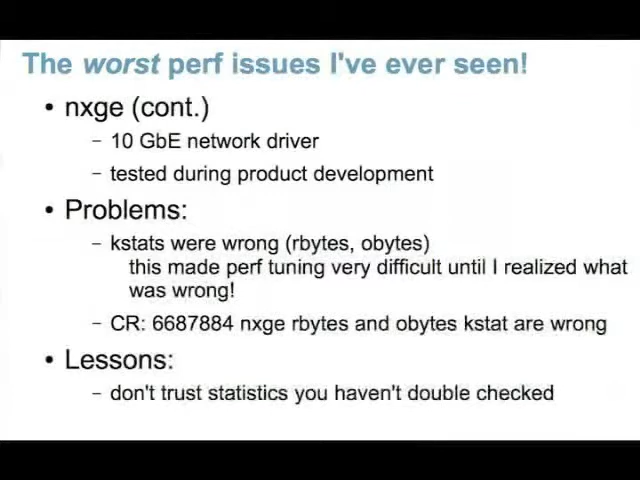 The worst perf issues I've ever seen!
• nxge (cont.)
– 10 GbE network driver
– tested during product development
• Problems:
– kstats were wrong (rbytes, obytes)
this made perf tuning very difficult until I realized what
was wrong!
– CR: 6687884 nxge rbytes and obytes kstat are wrong
• Lessons:
– don't trust statistics you haven't double checked